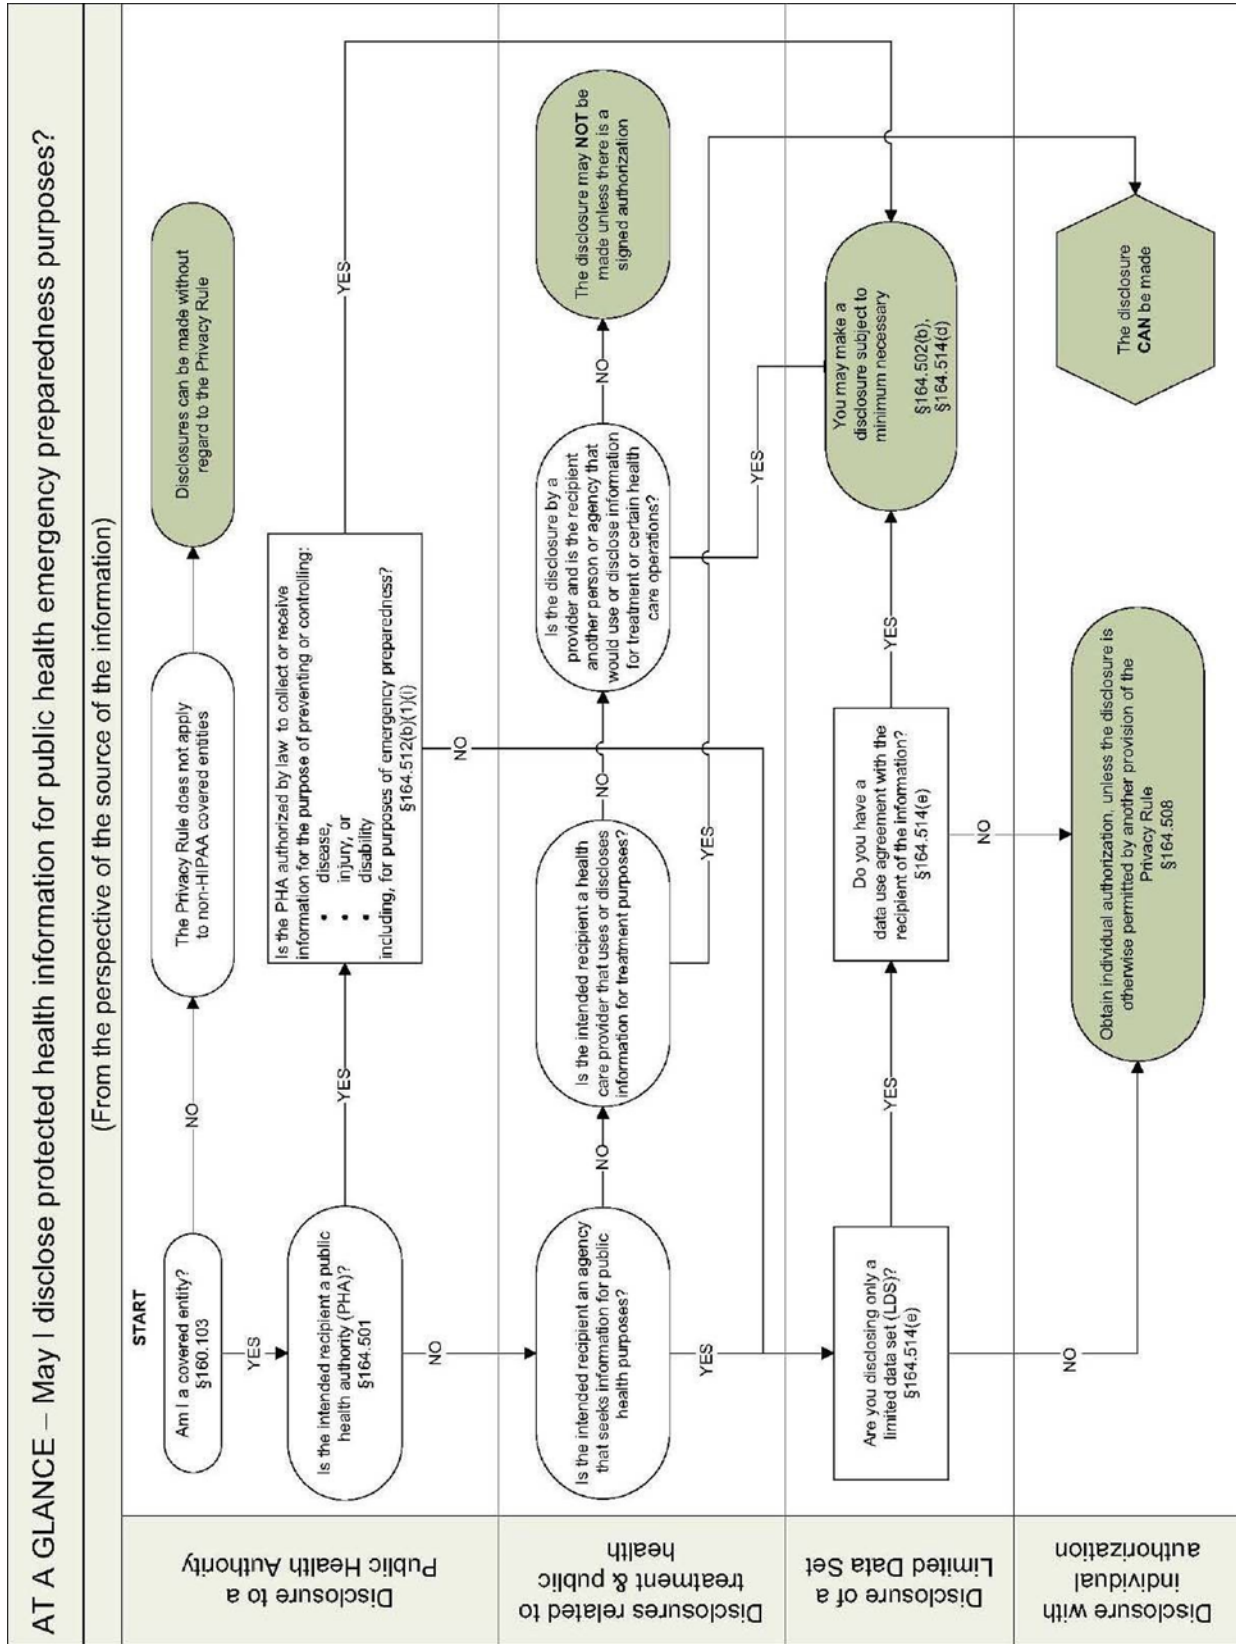 AT A GLANCE – May I disclose protected health information for public health emergency preparedness purposes?
(From the perspective of the source of the information)
Disclosure to a
Public Health Authority
START
Am I a covered entity?
§160.103
NO
The Privacy Rule does not apply
to non-HIPAA covered entities
Disclosures can be made without
regard to the Privacy Rule
YES
Is the intended recipient a public
health authority (PHA)?
§164.501
YES
Is the PHA authorized by law to collect or receive
information for the purpose of preventing or controlling:
• disease,
• injury, or
• disability
including, for purposes of emergency preparedness?
§164.512(b)(1)(i)
YES
NO
NO
Disclosures related to
treatment & public
health
Is the intended recipient an agency
that seeks information for public
health purposes?
NO
Is the intended recipient a health
care provider that uses or discloses
information for treatment purposes?
NO
Is the disclosure by a
provider and is the recipient
another person or agency that
would use or disclose information
for treatment or certain health
care operations?
NO
The disclosure may NOT be
made unless there is a
signed authorization
YES
YES
YES
Disclosure of a
Limited Data Set
Are you disclosing only a
limited data set (LDS)?
§164.514(e)
YES
Do you have a
data use agreement with the
recipient of the information?
§164.514(e)
YES
You may make a
disclosure subject to
minimum necessary
§164.502(b),
§164.514(d)
NO
NO
Disclosure with
individual
authorization
Obtain individual authorization, unless the disclosure is
otherwise permitted by another provision of the
Privacy Rule
§164.508
The disclosure
CAN be made